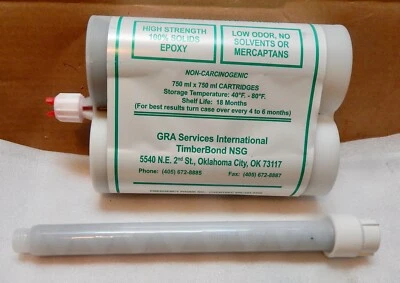 HIGH STRENGTH
100% SOLIDS
EPOXY
LOW ODOR, NO
SOLVENTS OR
MERCAPTANS
NON-CARCINOGENIC
750 ml x 750 ml CARTRIDGES
Storage Temperature: 40°F. - 80°F.
Shelf Life: 18 Months
(For best results turn case over every 4 to 6 months)
GRA Services International
TimberBond NSG
5540 N.E. 2nd St., Oklahoma City, OK 73117
Phone: (405) 672-8885 Fax: (405) 672-8887